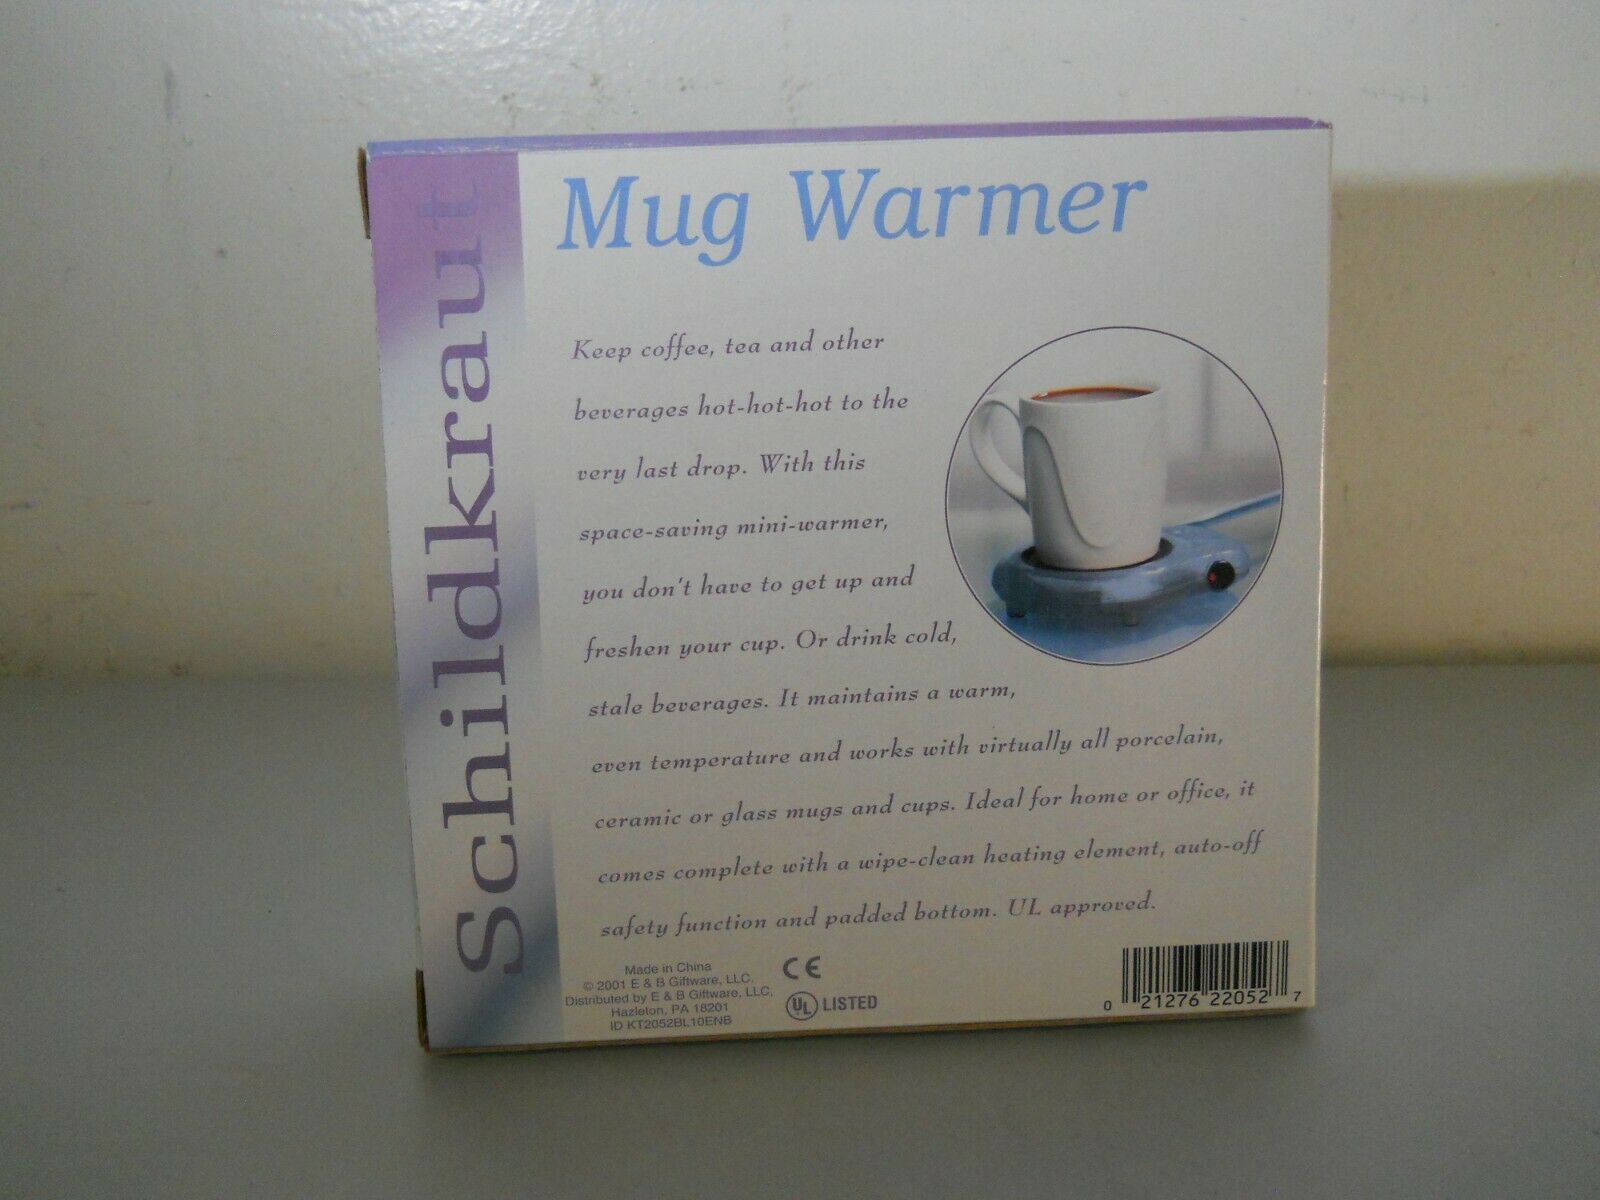 Schildkraut
Mug Warmer
Keep coffee, tea and other
beverages hot-hot-hot to the
very last drop. With this
space-saving mini-warmer,
you don't have to get up and
freshen your cup. Or drink cold,
stale beverages. It maintains a warm,
even temperature and works with virtually all porcelain,
ceramic or glass mugs and cups. Ideal for home or office, it
comes complete with a wipe-clean heating element, auto-off
safety function and padded bottom. UL approved.
Made in China
© 2001 E & B Giftware, LLC.
Distributed by E & B Giftware, LLC,
Hazleton, PA 18201
ID KT2052BL10ENB
CE
UL LISTED
0 21276 22052 7